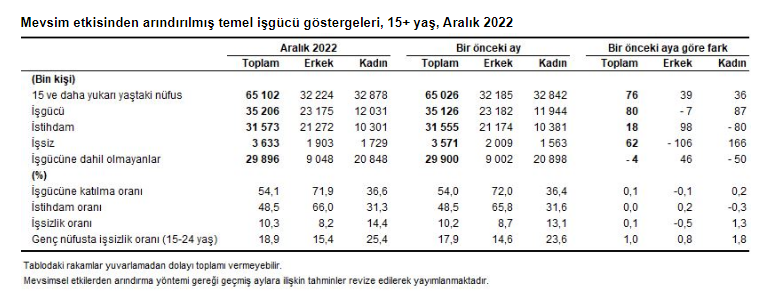 Mevsim etkisinden arındırılmış temel işgücü göstergeleri, 15+ yaş, Aralık 2022
Aralık 2022 Bir önceki ay Bir önceki aya göre fark
Toplam Erkek Kadın Toplam Erkek Kadın Toplam Erkek Kadın
(Bin kişi)
15 ve daha yukarı yaştaki nüfus 65 102 32 224 32 878 65 026 32 185 32 842 76 39 36
İşgücü 35 206 23 175 12 031 35 126 23 182 11 944 80 - 7 87
İstihdam 31 573 21 272 10 301 31 555 21 174 10 381 18 98 - 80
İşsiz 3 633 1 903 1 729 3 571 2 009 1 563 62 - 106 166
İşgücüne dahil olmayanlar 29 896 9 048 20 848 29 900 9 002 20 898 - 4 46 - 50
(%)
İşgücüne katılma oranı 54,1 71,9 36,6 54,0 72,0 36,4 0,1 -0,1 0,2
İstihdam oranı 48,5 66,0 31,3 48,5 65,8 31,6 0,0 0,2 -0,3
İşsizlik oranı 10,3 8,2 14,4 10,2 8,7 13,1 0,1 -0,5 1,3
Genç nüfusta işsizlik oranı (15-24 yaş) 18,9 15,4 25,4 17,9 14,6 23,6 1,0 0,8 1,8
Tablodaki rakamlar yuvarlamadan dolayı toplamı vermeyebilir.
Mevsimsel etkilerden arındırma yöntemi gereği geçmiş aylara ilişkin tahminler revize edilerek yayımlanmaktadır.